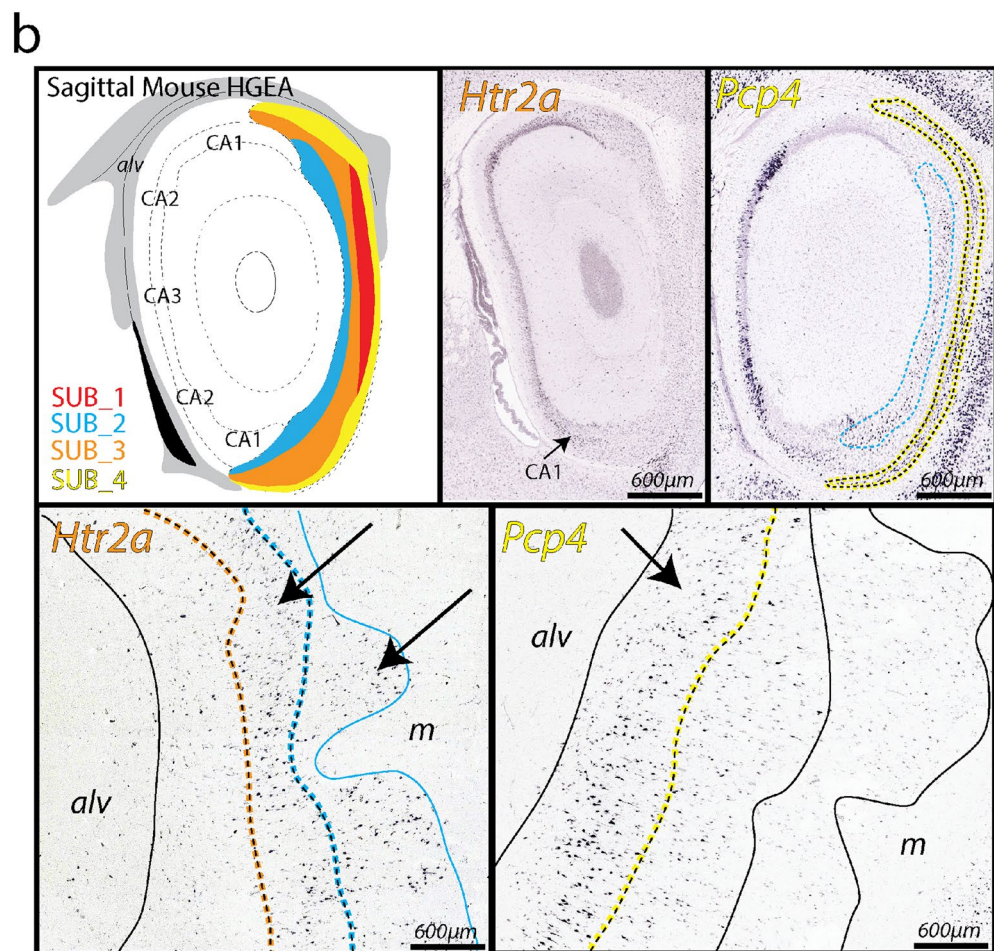 b
Sagittal Mouse HGEA
alv
CA1
CA2
CA3
CA2
CA1
SUB_1
SUB_2
SUB_3
SUB_4
Htr2a
CA1
600µm
Pcp4
600µm
Htr2a
alv
m
600µm
Pcp4
alv
m
600µm